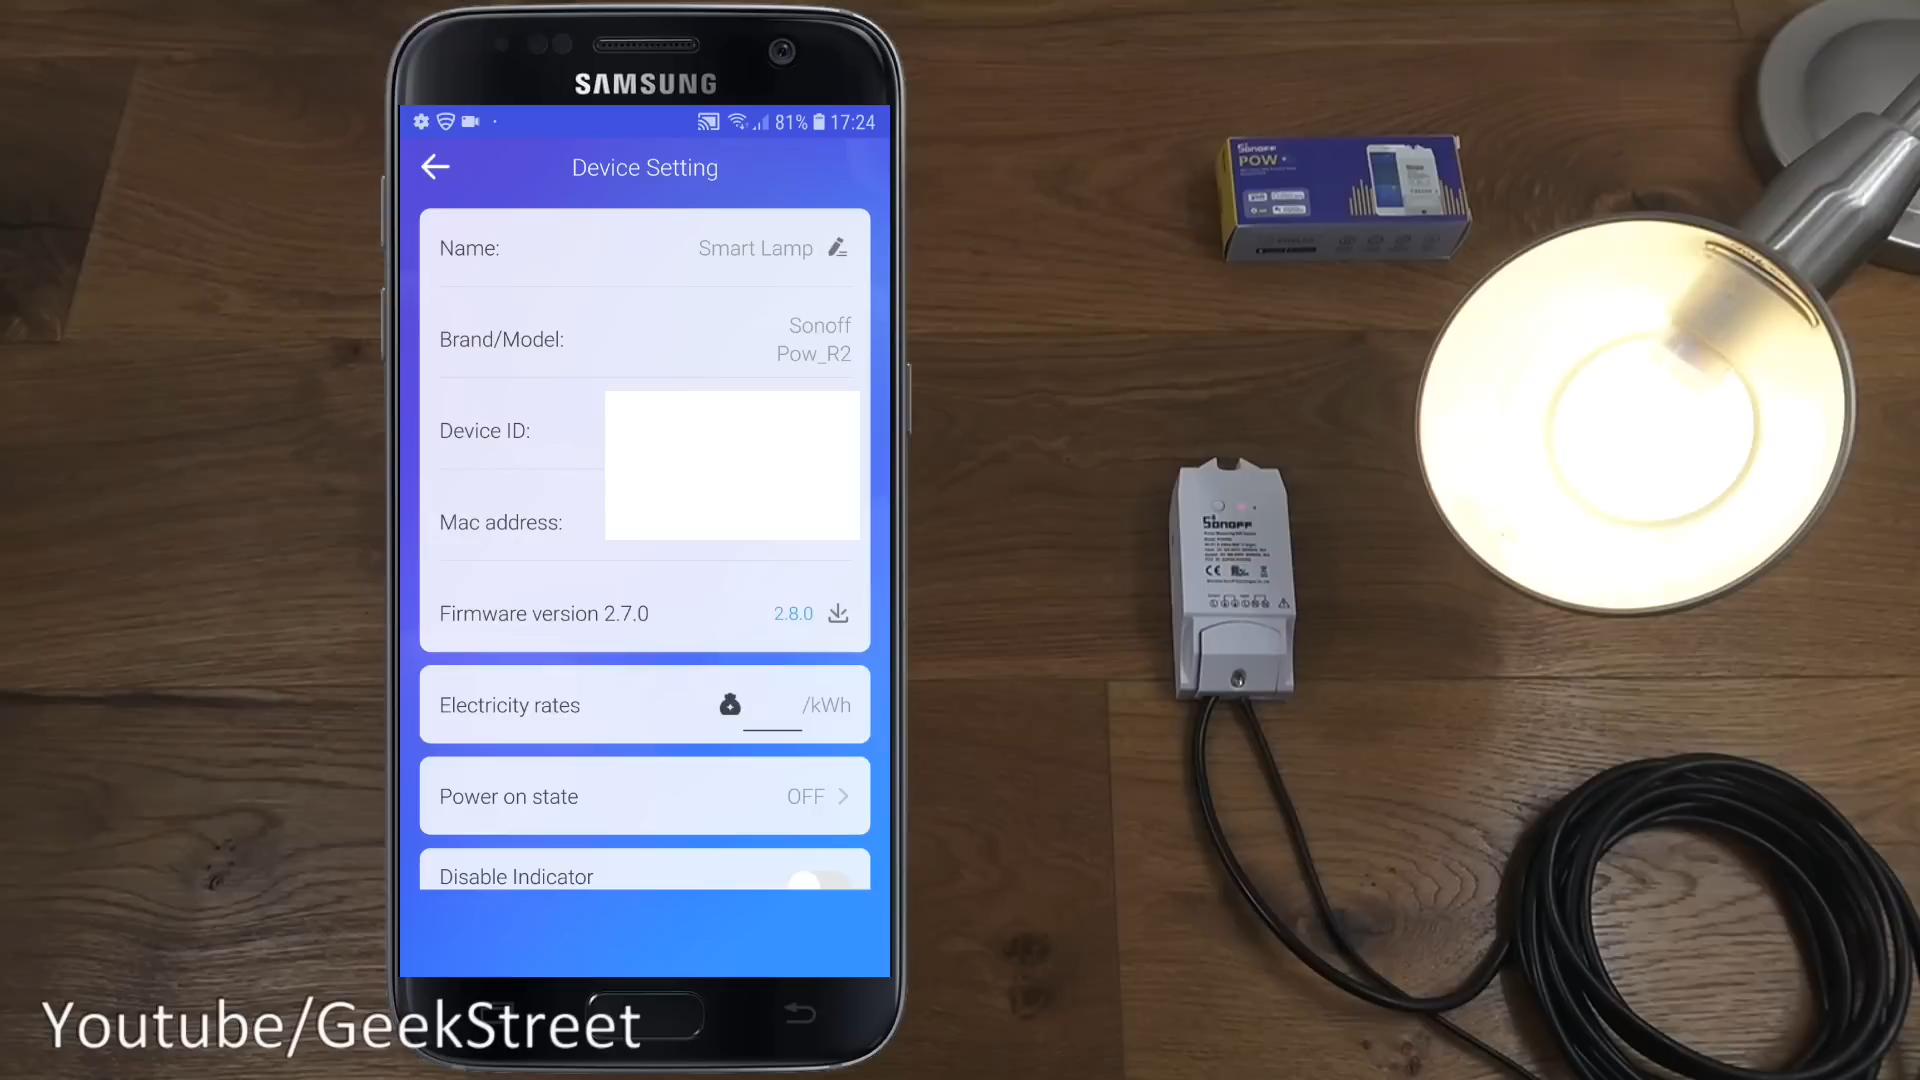 SAMSUNG
81% 17:24
Device Setting
Name: Smart Lamp
Brand/Model: Sonoff
Pow_R2
Device ID:
Mac address:
Firmware version 2.7.0 2.8.0
Electricity rates /kWh
Power on state OFF
Disable Indicator
SONOFF
POW
SONOFF
Youtube/GeekStreet